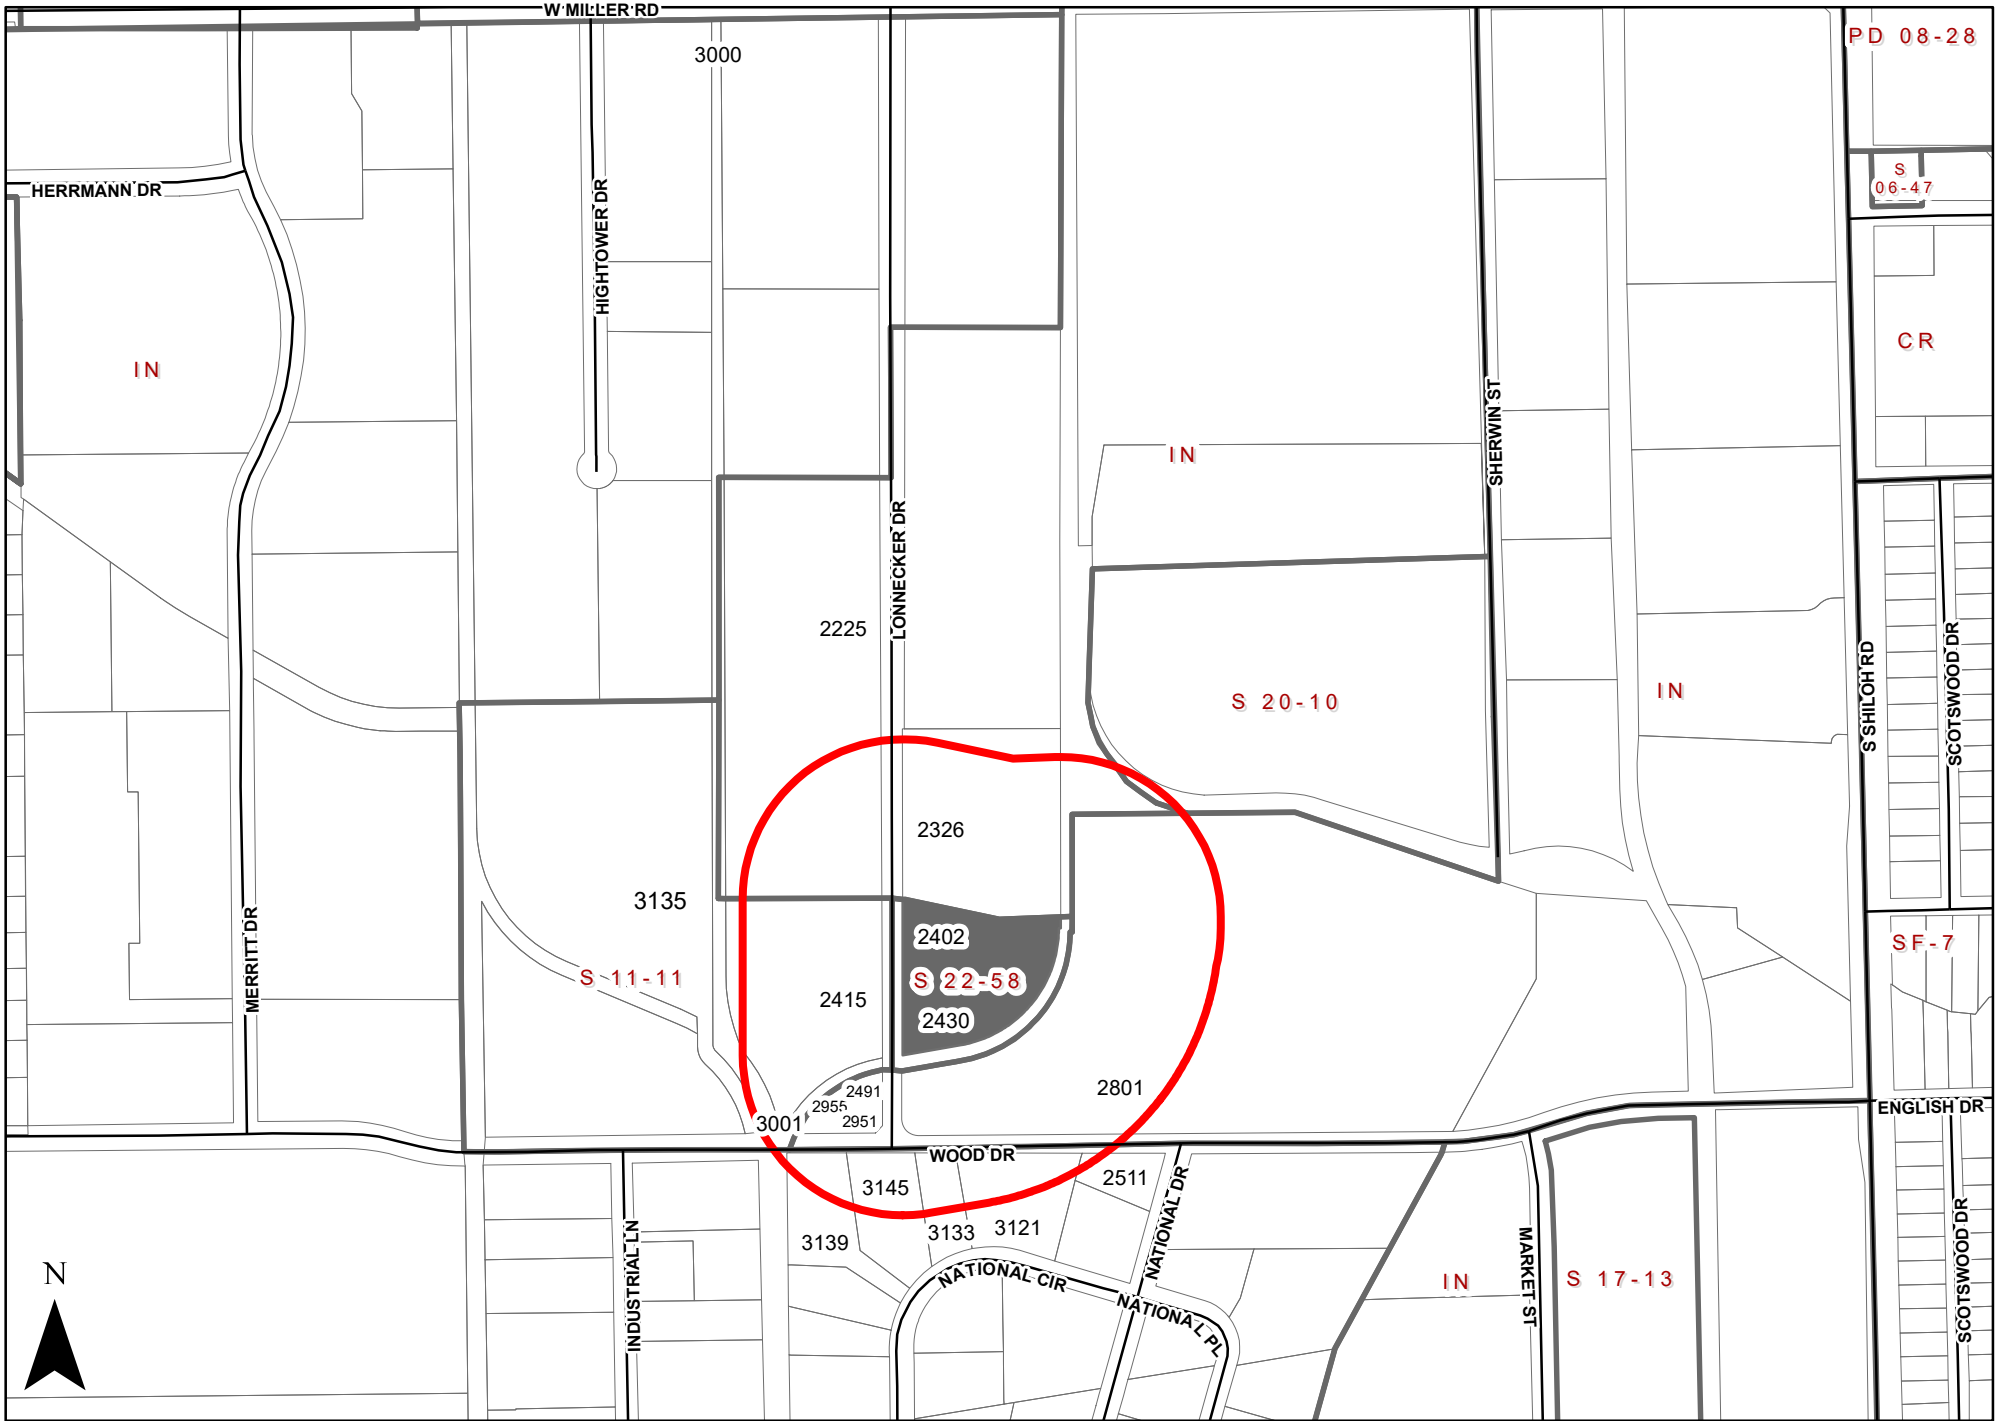 W MILLER RD
3000
PD 08-28
S
06-47
HERRMANN DR
HIGHTOWER DR
CR
IN
SHERWIN ST
IN
LONNECKER DR
2225
S SHILOH RD
SCOTSWOOD DR
IN
S 20-10
2326
3135
MERRITT DR
2402
SF-7
S 11-11
S 22-58
2415
2430
2801
2491
2955
2951
3001
ENGLISH DR
WOOD DR
2511
3145
NATIONAL DR
3133
3121
3139
INDUSTRIAL LN
N
NATIONAL CIR
NATIONAL PL
MARKET ST
IN
S 17-13
SCOTSWOOD DR